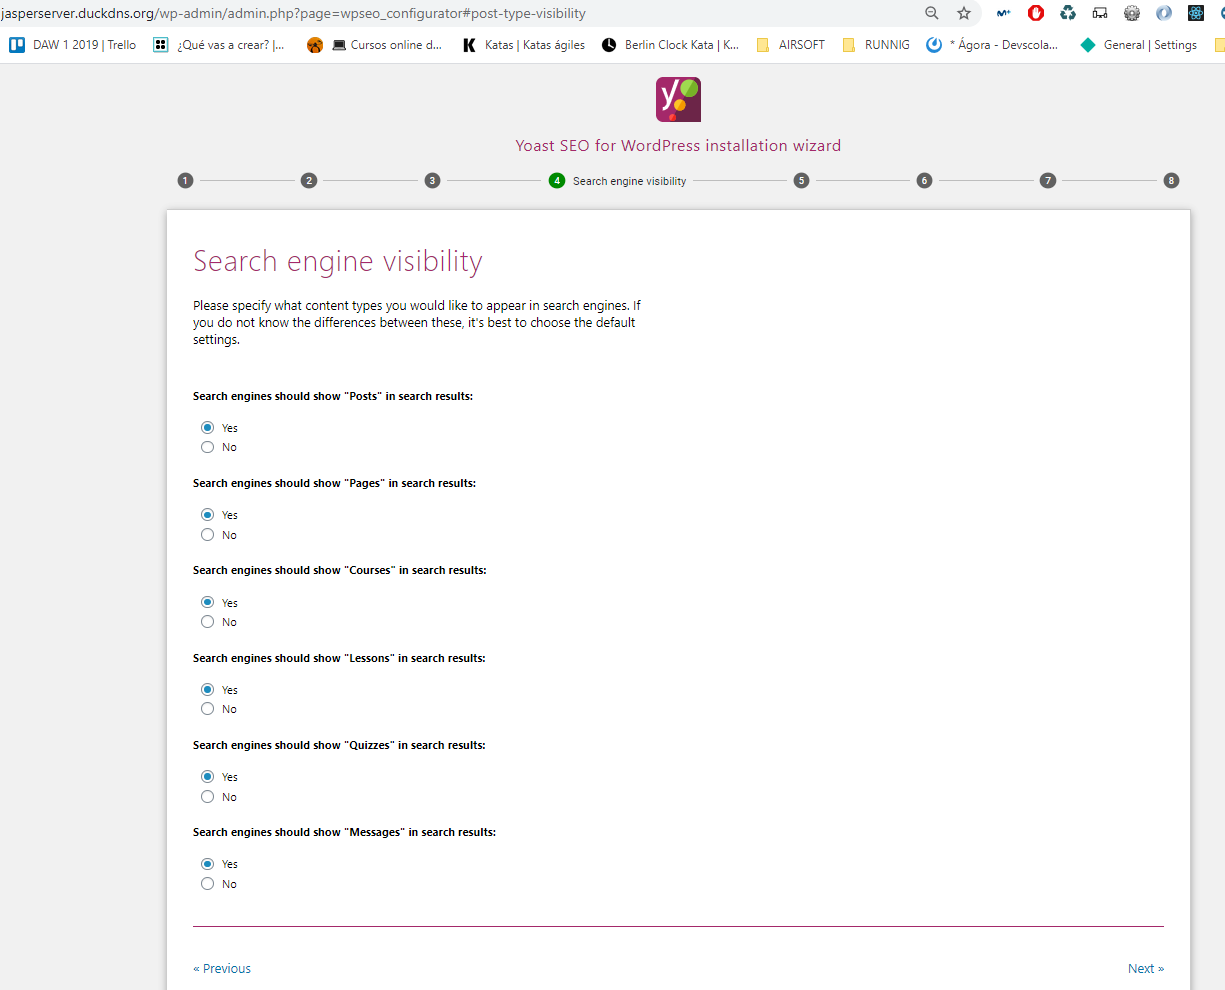 jasperserver.duckdns.org/wp-admin/admin.php?page=wpseo_configurator#post-type-visibility
DAW 1 2019 | Trello ¿Qué vas a crear? |... Cursos online d... Katas | Katas ágiles Berlin Clock Kata | K... AIRSOFT RUNNIG * Ágora - Devscola... General | Settings
Yoast SEO for WordPress installation wizard
1 2 3 4 Search engine visibility 5 6 7 8
Search engine visibility
Please specify what content types you would like to appear in search engines. If
you do not know the differences between these, it's best to choose the default
settings.
Search engines should show "Posts" in search results:
Yes
No
Search engines should show "Pages" in search results:
Yes
No
Search engines should show "Courses" in search results:
Yes
No
Search engines should show "Lessons" in search results:
Yes
No
Search engines should show "Quizzes" in search results:
Yes
No
Search engines should show "Messages" in search results:
Yes
No
« Previous Next »